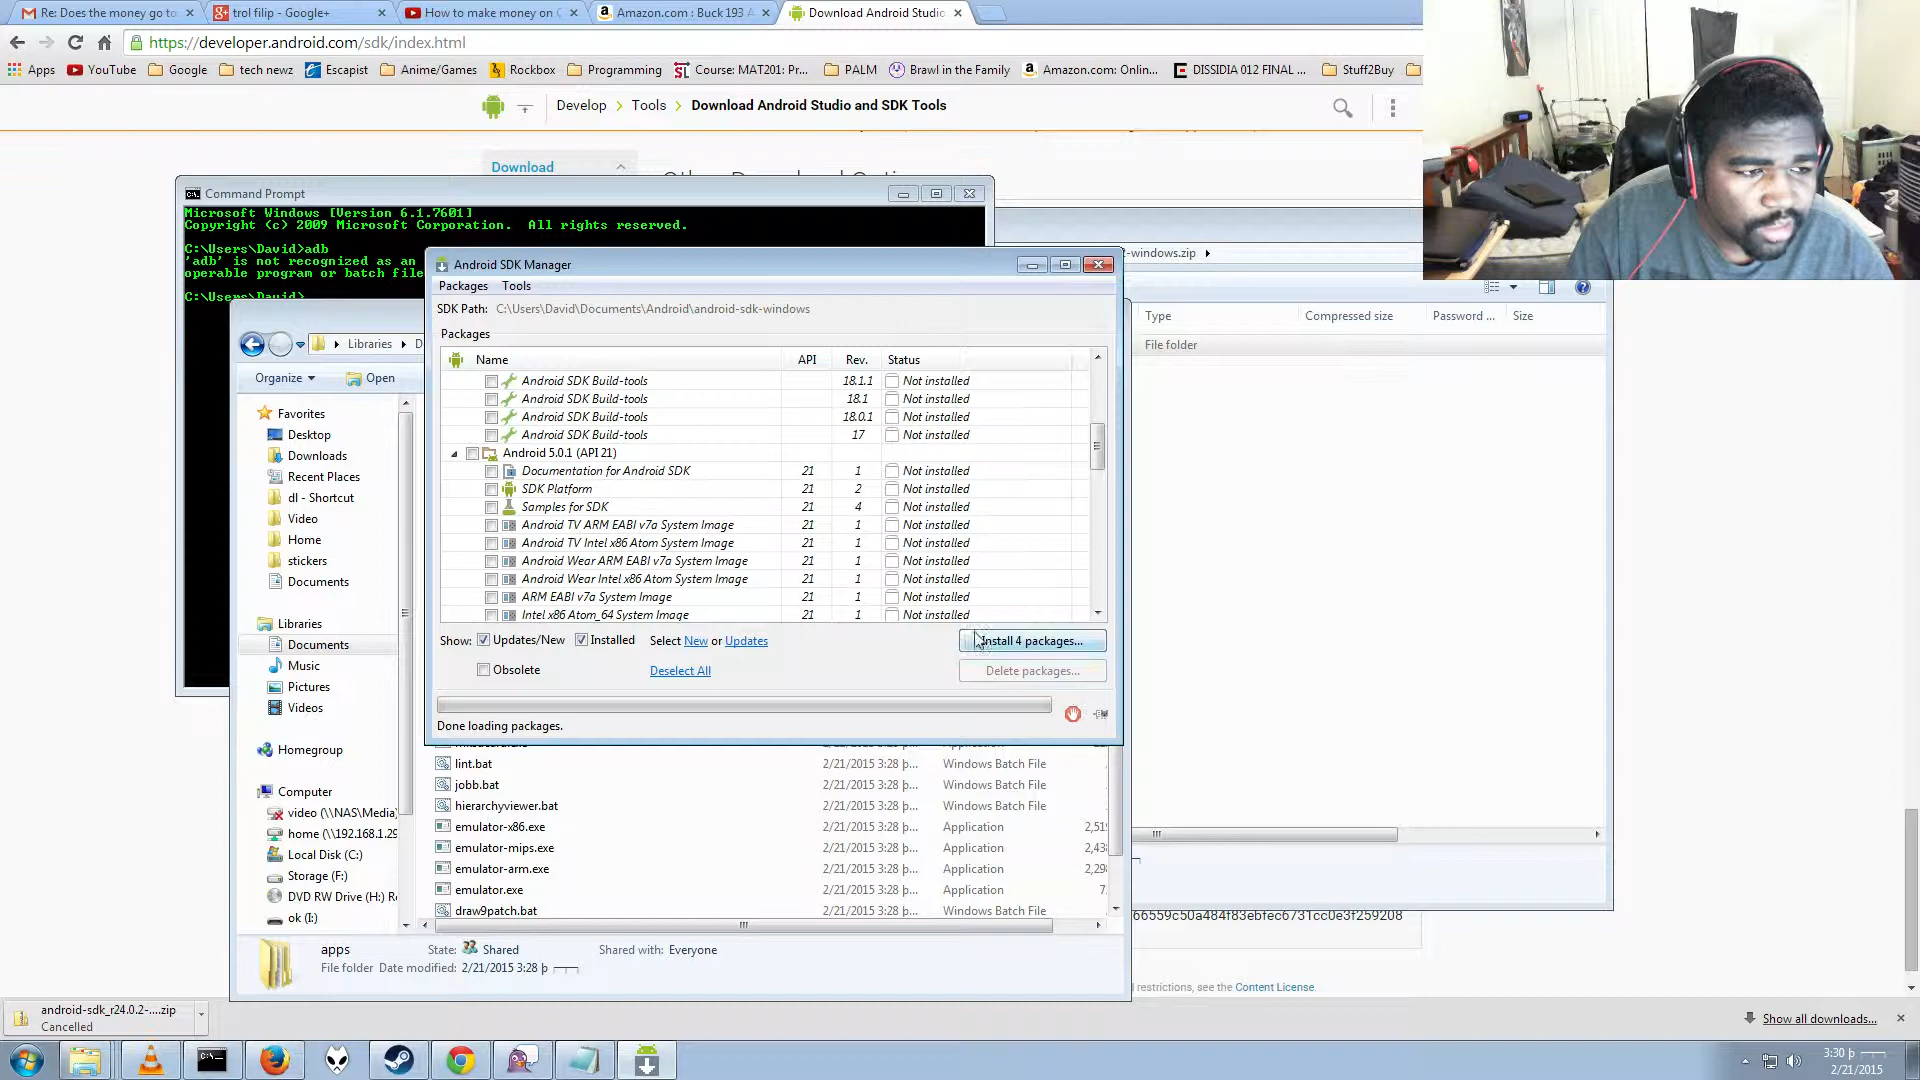 Re: Does the money go to
trol filip - Google+
How to make money on
Amazon.com : Buck 193
Download Android Studio
https://developer.android.com/sdk/index.html
Apps
YouTube
Google
tech newz
Escapist
Anime/Games
Rockbox
Programming
Course: MAT201: Pr...
PALM
Brawl in the Family
Amazon.com: Onlin...
DISSIDIA 012 FINAL ...
Stuff2Buy
Develop > Tools > Download Android Studio and SDK Tools
Download
Command Prompt
Microsoft Windows [Version 6.1.7601]
Copyright (c) 2009 Microsoft Corporation. All rights reserved.
C:\Users\David>adb
'adb' is not recognized as an
operable program or batch file
C:\Users\David>
-windows.zip
Type
Compressed size
Password ...
Size
File folder
Libraries
Organize
Open
Favorites
Desktop
Downloads
Recent Places
dl - Shortcut
Video
Home
stickers
Documents
Libraries
Documents
Music
Pictures
Videos
Homegroup
Computer
video (\\NAS\Media)
home (\\192.168.1.29
Local Disk (C:)
Storage (F:)
DVD RW Drive (H:) R
ok (I:)
Android SDK Manager
Packages Tools
SDK Path: C:\Users\David\Documents\Android\android-sdk-windows
Packages
Name API Rev. Status
Android SDK Build-tools 18.1.1 Not installed
Android SDK Build-tools 18.1 Not installed
Android SDK Build-tools 18.0.1 Not installed
Android SDK Build-tools 17 Not installed
Android 5.0.1 (API 21)
Documentation for Android SDK 21 1 Not installed
SDK Platform 21 2 Not installed
Samples for SDK 21 4 Not installed
Android TV ARM EABI v7a System Image 21 1 Not installed
Android TV Intel x86 Atom System Image 21 1 Not installed
Android Wear ARM EABI v7a System Image 21 1 Not installed
Android Wear Intel x86 Atom System Image 21 1 Not installed
ARM EABI v7a System Image 21 1 Not installed
Intel x86 Atom_64 System Image 21 1 Not installed
Show: Updates/New Installed Select New or Updates
Install 4 packages...
Obsolete Deselect All
Delete packages...
Done loading packages.
lint.bat 2/21/2015 3:28 þ... Windows Batch File
jobb.bat 2/21/2015 3:28 þ... Windows Batch File
hierarchyviewer.bat 2/21/2015 3:28 þ... Windows Batch File
emulator-x86.exe 2/21/2015 3:28 þ... Application
emulator-mips.exe 2/21/2015 3:28 þ... Application
emulator-arm.exe 2/21/2015 3:28 þ... Application
emulator.exe 2/21/2015 3:28 þ... Application
draw9patch.bat 2/21/2015 3:28 þ... Windows Batch File
apps State: Shared Shared with: Everyone
File folder Date modified: 2/21/2015 3:28 þ
66559c50a484f83ebfec6731cc0e3f259208
restrictions, see the Content License.
android-sdk_r24.0.2-....zip
Cancelled
Show all downloads...
3:30 þ
2/21/2015